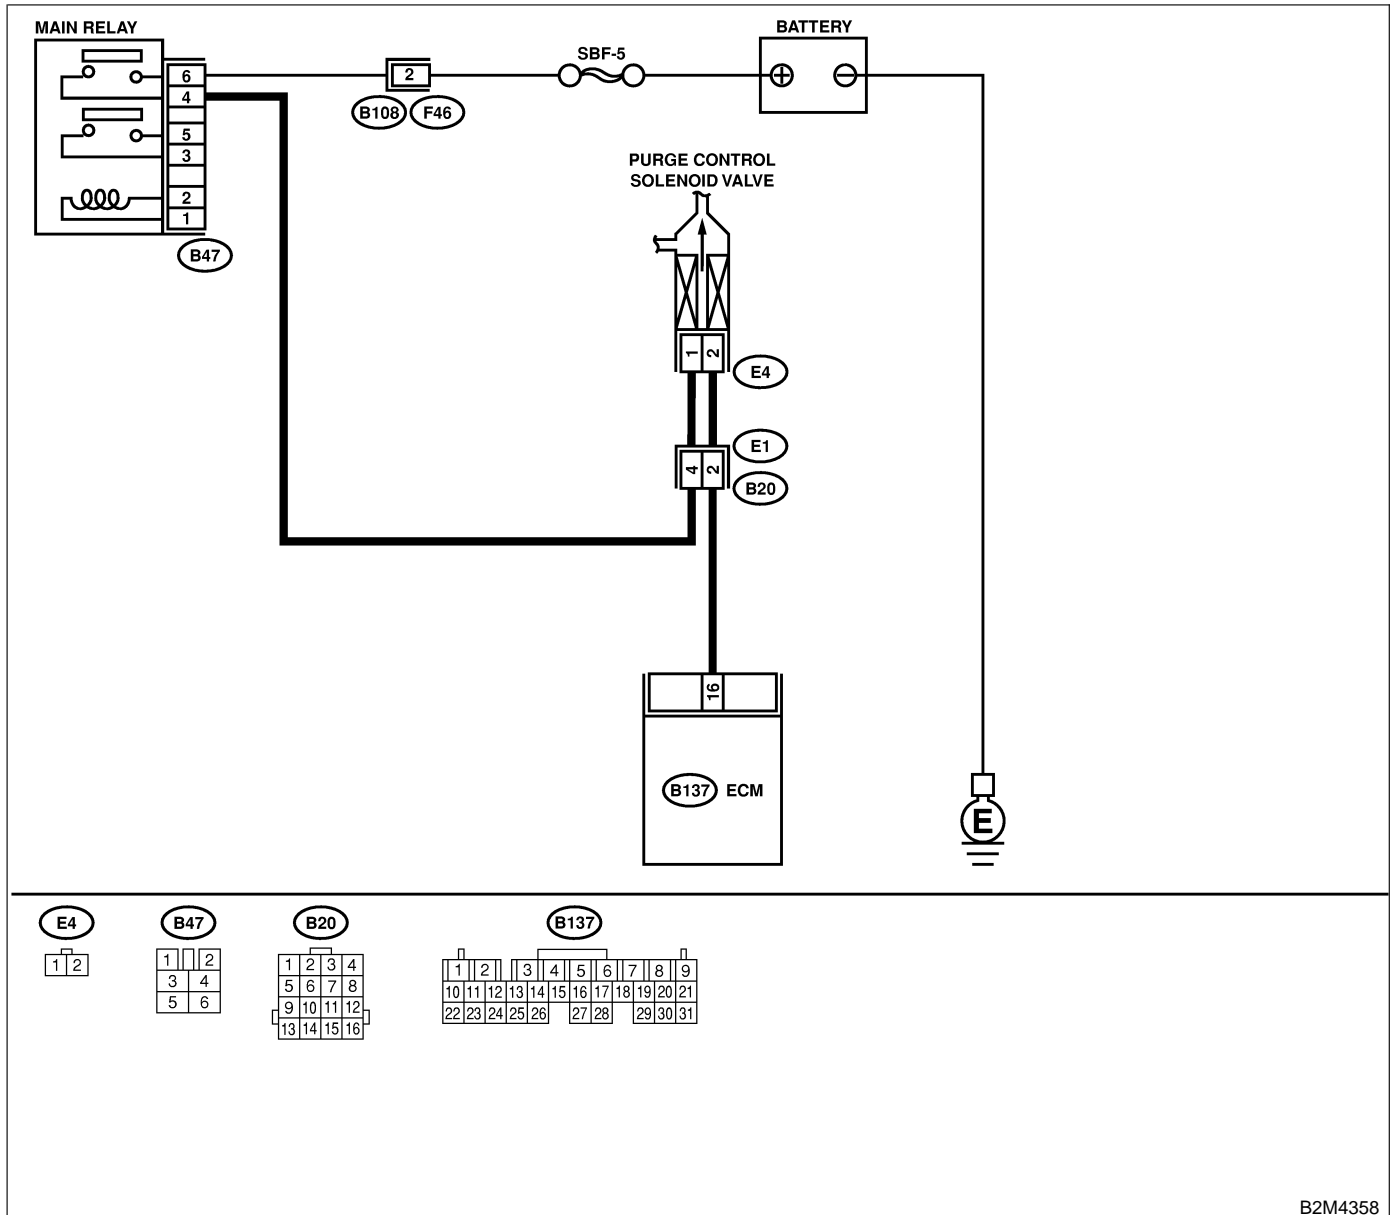 MAIN RELAY
BATTERY
SBF-5
6
4
5
3
2
1
2
B108
F46
B47
PURGE CONTROL
SOLENOID VALVE
1 2
E4
E1
4 2
B20
16
B137 ECM
E
E4
1 2
B47
1 2
3 4
5 6
B20
1 2 3 4
5 6 7 8
9 10 11 12
13 14 15 16
B137
1 2 3 4 5 6 7 8 9
10 11 12 13 14 15 16 17 18 19 20 21
22 23 24 25 26 27 28 29 30 31
B2M4358